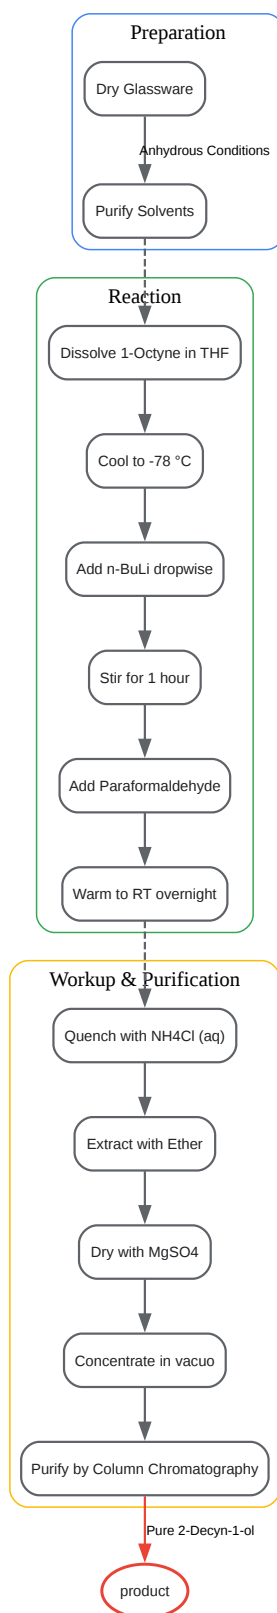 Preparation
Dry Glassware
Anhydrous Conditions
Purify Solvents
Reaction
Dissolve 1-Octyne in THF
Cool to -78 °C
Add n-BuLi dropwise
Stir for 1 hour
Add Paraformaldehyde
Warm to RT overnight
Workup & Purification
Quench with NH4Cl (aq)
Extract with Ether
Dry with MgSO4
Concentrate in vacuo
Purify by Column Chromatography
Pure 2-Decyn-1-ol
product